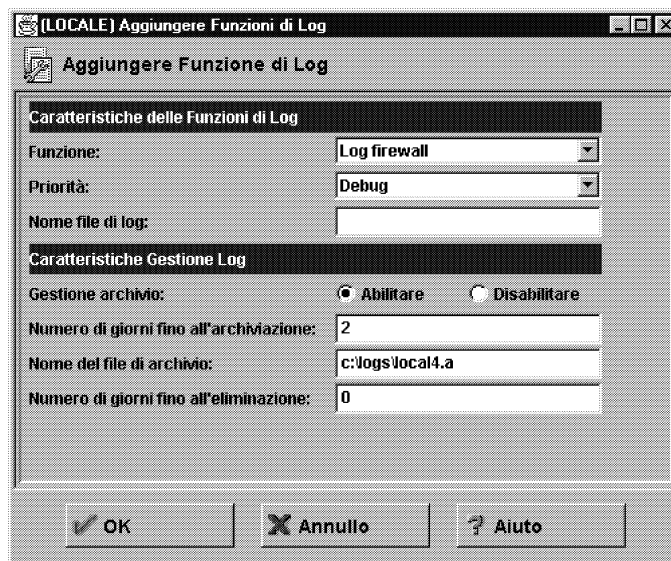 (LOCALE) Aggiungere Funzioni di Log
Aggiungere Funzione di Log
Caratteristiche delle Funzioni di Log
Funzione: Log firewall
Priorità: Debug
Nome file di log:
Caratteristiche Gestione Log
Gestione archivio: Abilitare Disabilitare
Numero di giorni fino all'archiviazione: 2
Nome del file di archivio: c:\logs\local4.a
Numero di giorni fino all'eliminazione: 0
OK Annullo Aiuto